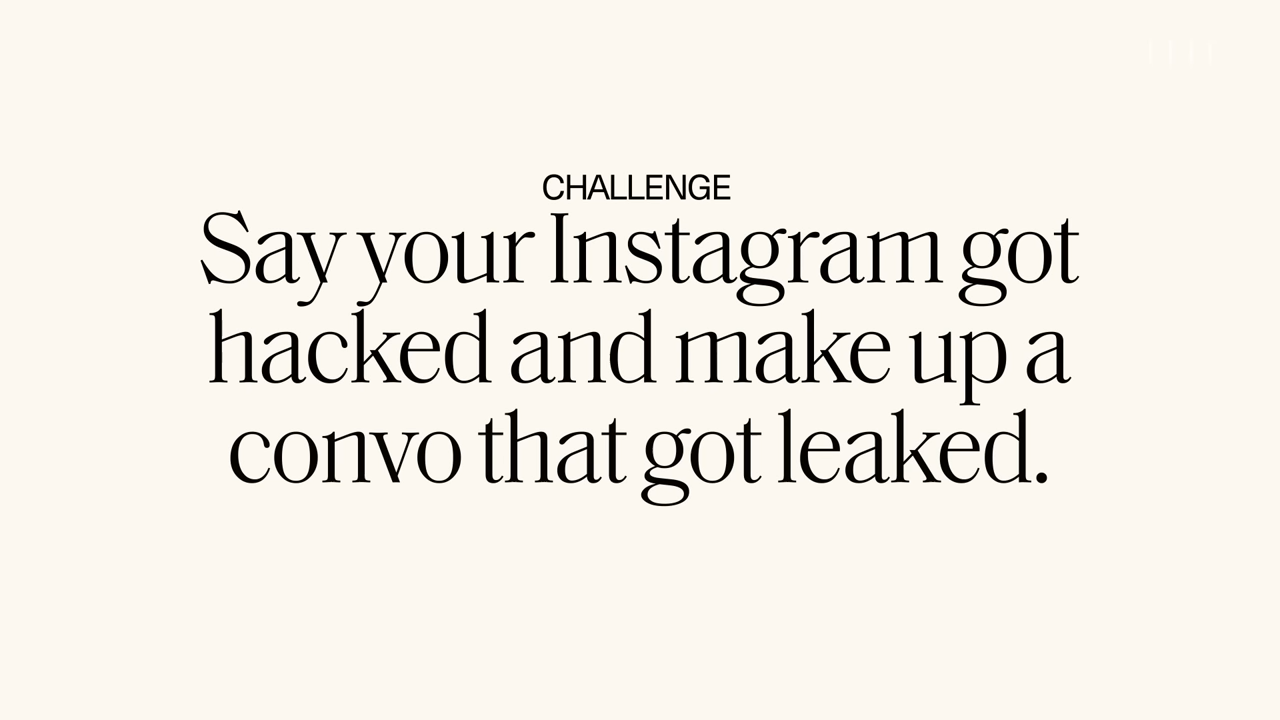 CHALLENGE
Say your Instagram got
hacked and make up a
convo that got leaked.